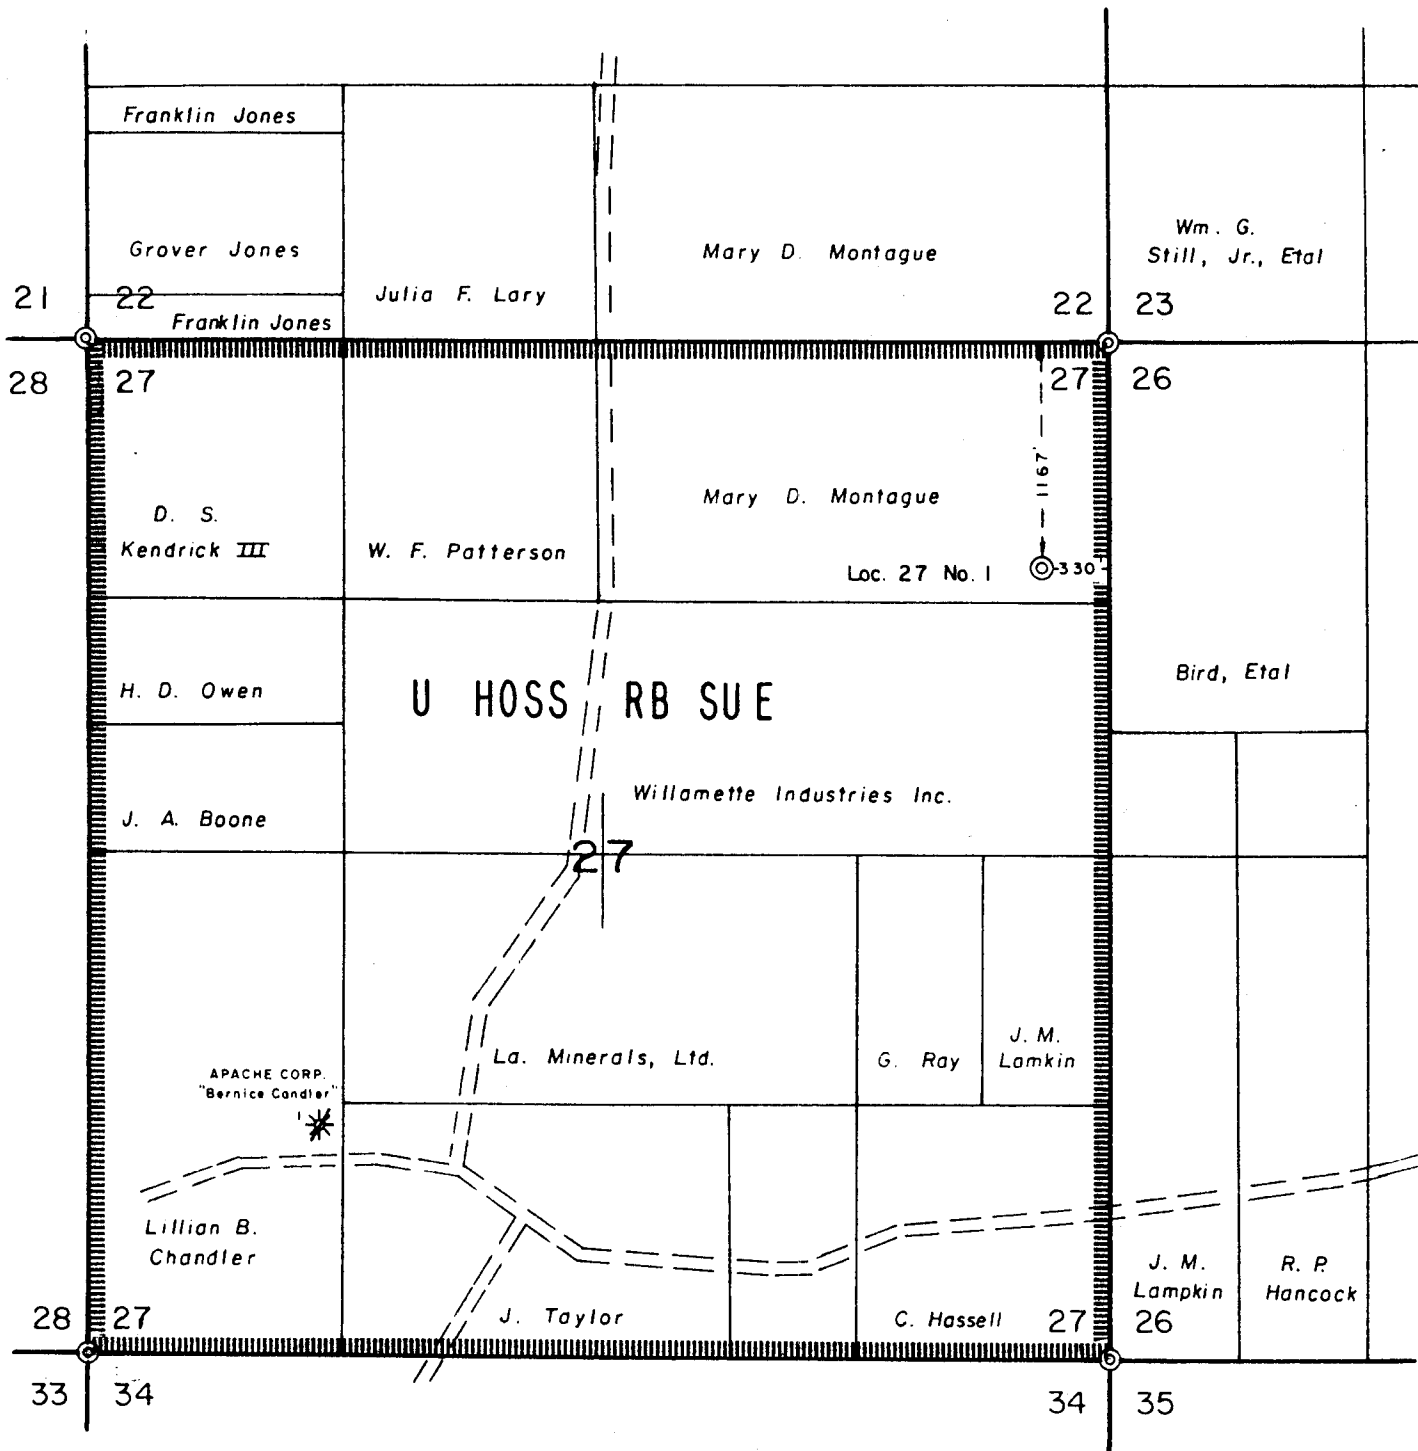 Franklin Jones
Grover Jones
Wm. G.
Still, Jr., Etal
Mary D. Montague
Julia F. Lary
21 22
22 23
Franklin Jones
28 27
27 26
1167'
Mary D. Montague
D. S.
Kendrick III
W. F. Patterson
Loc. 27 No. 1
330
H. D. Owen
U HOSS RB SU E
Bird, Etal
Willamette Industries Inc.
J. A. Boone
27
La. Minerals, Ltd.
G. Ray
J. M.
Lamkin
APACHE CORP.
"Bernice Candler"
1
Lillian B.
Chandler
J. M.
Lampkin
R. P.
Hancock
J. Taylor
C. Hassell
28 27
27 26
33 34
34 35